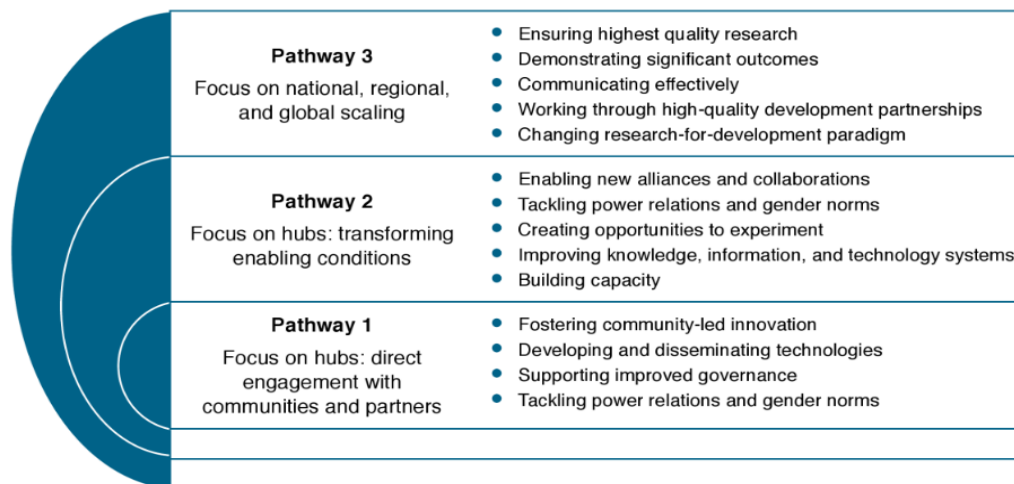 Pathway 3
Focus on national, regional,
and global scaling
• Ensuring highest quality research
• Demonstrating significant outcomes
• Communicating effectively
• Working through high-quality development partnerships
• Changing research-for-development paradigm
Pathway 2
Focus on hubs: transforming
enabling conditions
• Enabling new alliances and collaborations
• Tackling power relations and gender norms
• Creating opportunities to experiment
• Improving knowledge, information, and technology systems
• Building capacity
Pathway 1
Focus on hubs: direct
engagement with
communities and partners
• Fostering community-led innovation
• Developing and disseminating technologies
• Supporting improved governance
• Tackling power relations and gender norms